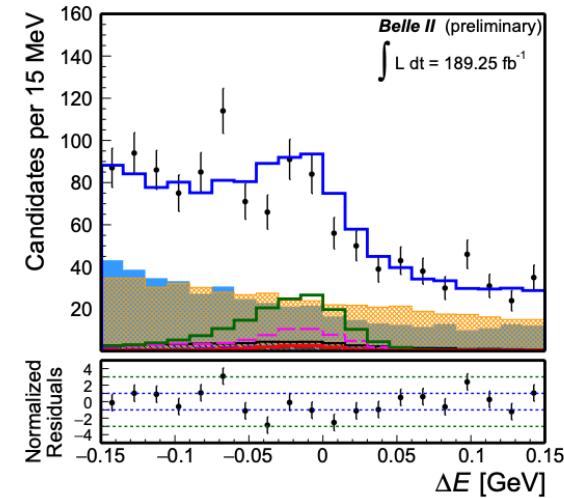 160
Belle II (preliminary)
140
∫ L dt = 189.25 fb⁻¹
120
100
80
60
40
20
Candidates per 15 MeV
4
2
0
−2
−4
Normalized
Residuals
−0.15 −0.1 −0.05 0 0.05 0.1 0.15
ΔE [GeV]